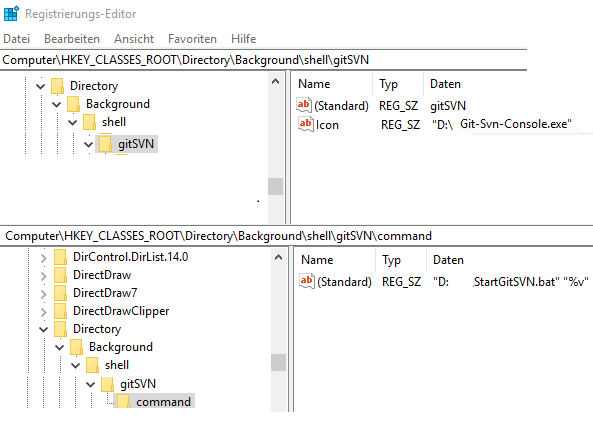 Registrierungs-Editor
Datei Bearbeiten Ansicht Favoriten Hilfe
Computer\HKEY_CLASSES_ROOT\Directory\Background\shell\gitSVN
Directory
Background
shell
gitSVN
Name Typ Daten
(Standard) REG_SZ gitSVN
Icon REG_SZ "D:\ Git-Svn-Console.exe"
Computer\HKEY_CLASSES_ROOT\Directory\Background\shell\gitSVN\command
DirControl.DirList.14.0
DirectDraw
DirectDraw7
DirectDrawClipper
Directory
Background
shell
gitSVN
command
Name Typ Daten
(Standard) REG_SZ "D: StartGitSVN.bat" "%v"